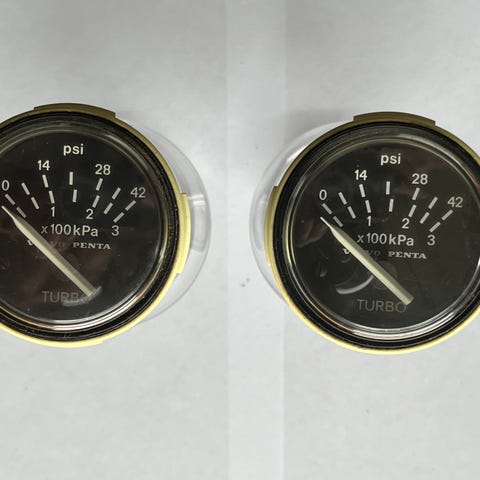 psi
0 14 28 42
1 2 3
x100kPa
VOLVO PENTA
TURBO
psi
0 14 28 42
1 2 3
x100kPa
VOLVO PENTA
TURBO